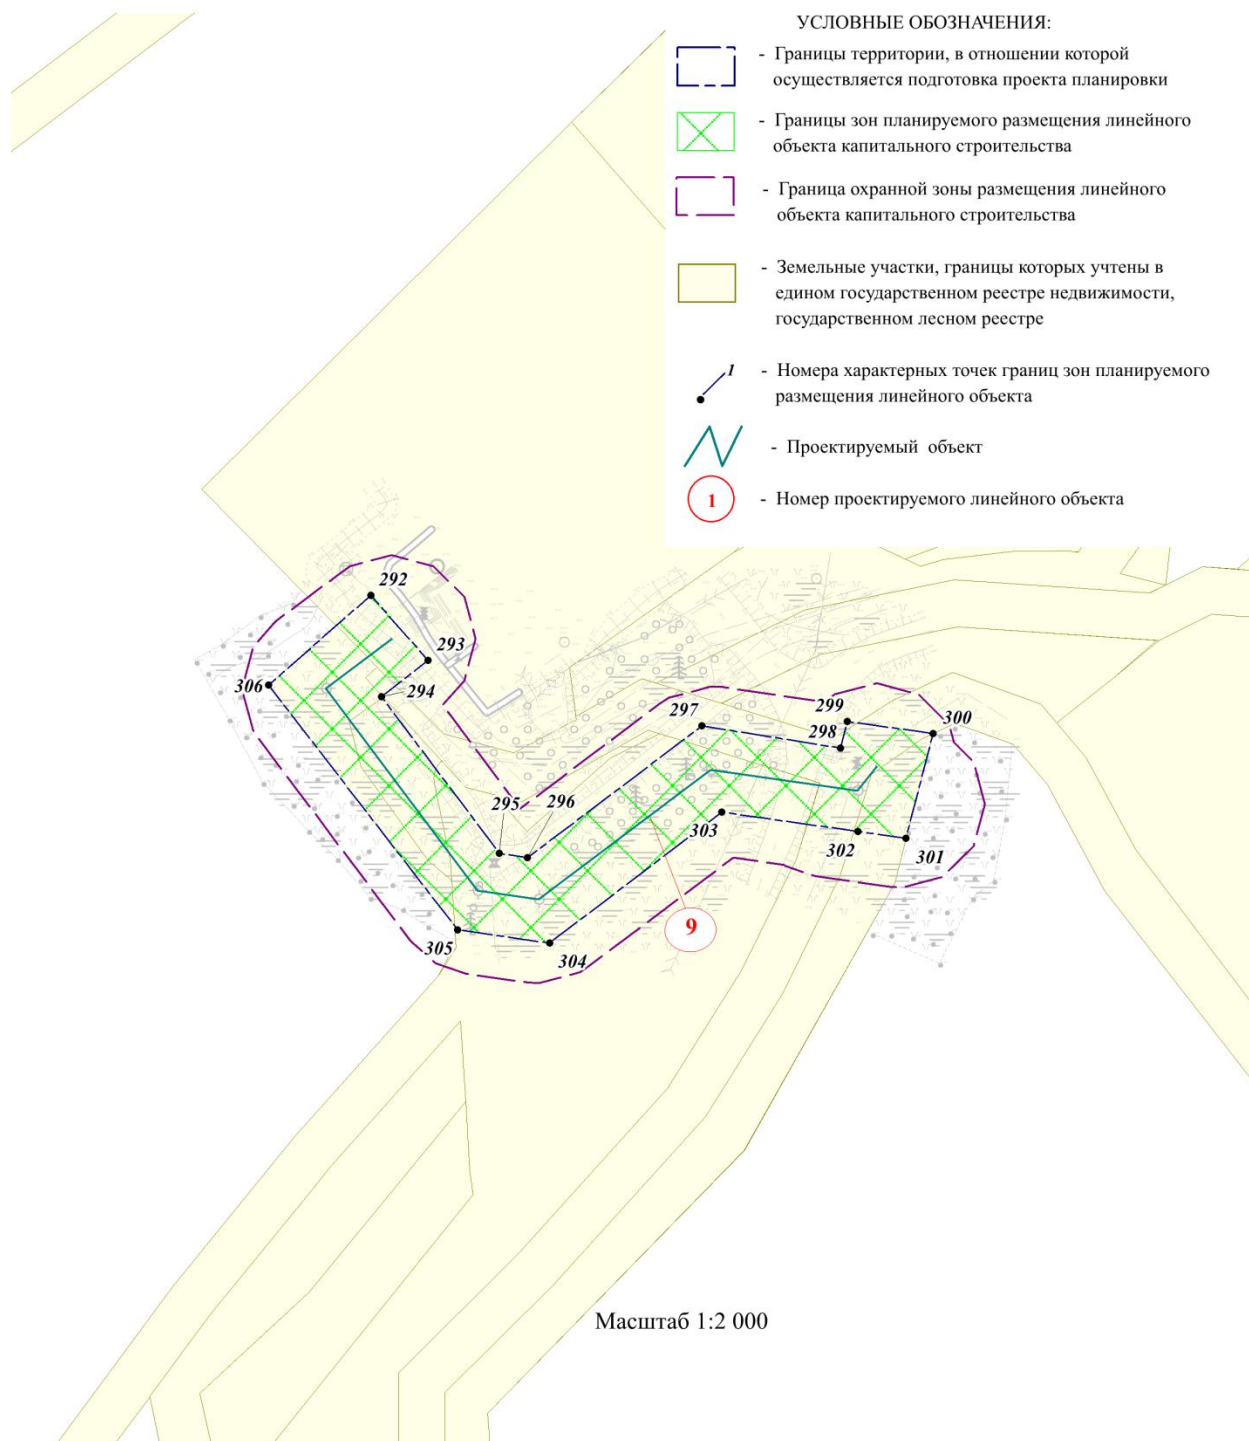 УСЛОВНЫЕ ОБОЗНАЧЕНИЯ:
- Границы территории, в отношении которой
осуществляется подготовка проекта планировки
- Границы зон планируемого размещения линейного
объекта капитального строительства
- Граница охранной зоны размещения линейного
объекта капитального строительства
- Земельные участки, границы которых учтены в
едином государственном реестре недвижимости,
государственном лесном реестре
1
- Номера характерных точек границ зон планируемого
размещения линейного объекта
- Проектируемый объект
1
- Номер проектируемого линейного объекта
292
293
306
294
297
299
300
298
295
296
303
302
301
9
305
304
Масштаб 1:2 000